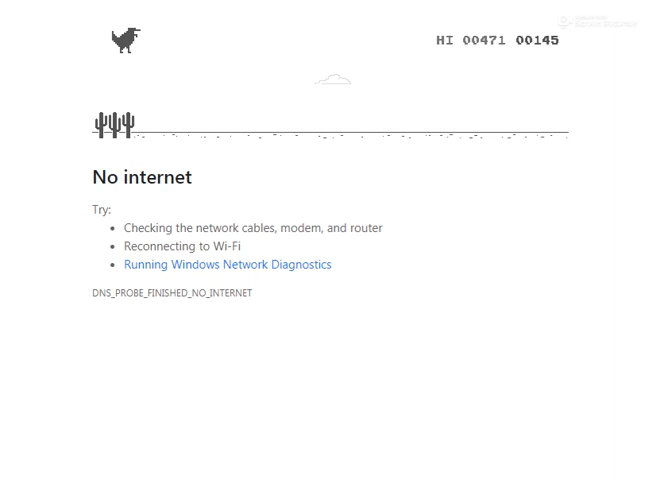 HI 00471 00145
No internet
Try:
• Checking the network cables, modem, and router
• Reconnecting to Wi-Fi
• Running Windows Network Diagnostics
DNS_PROBE_FINISHED_NO_INTERNET